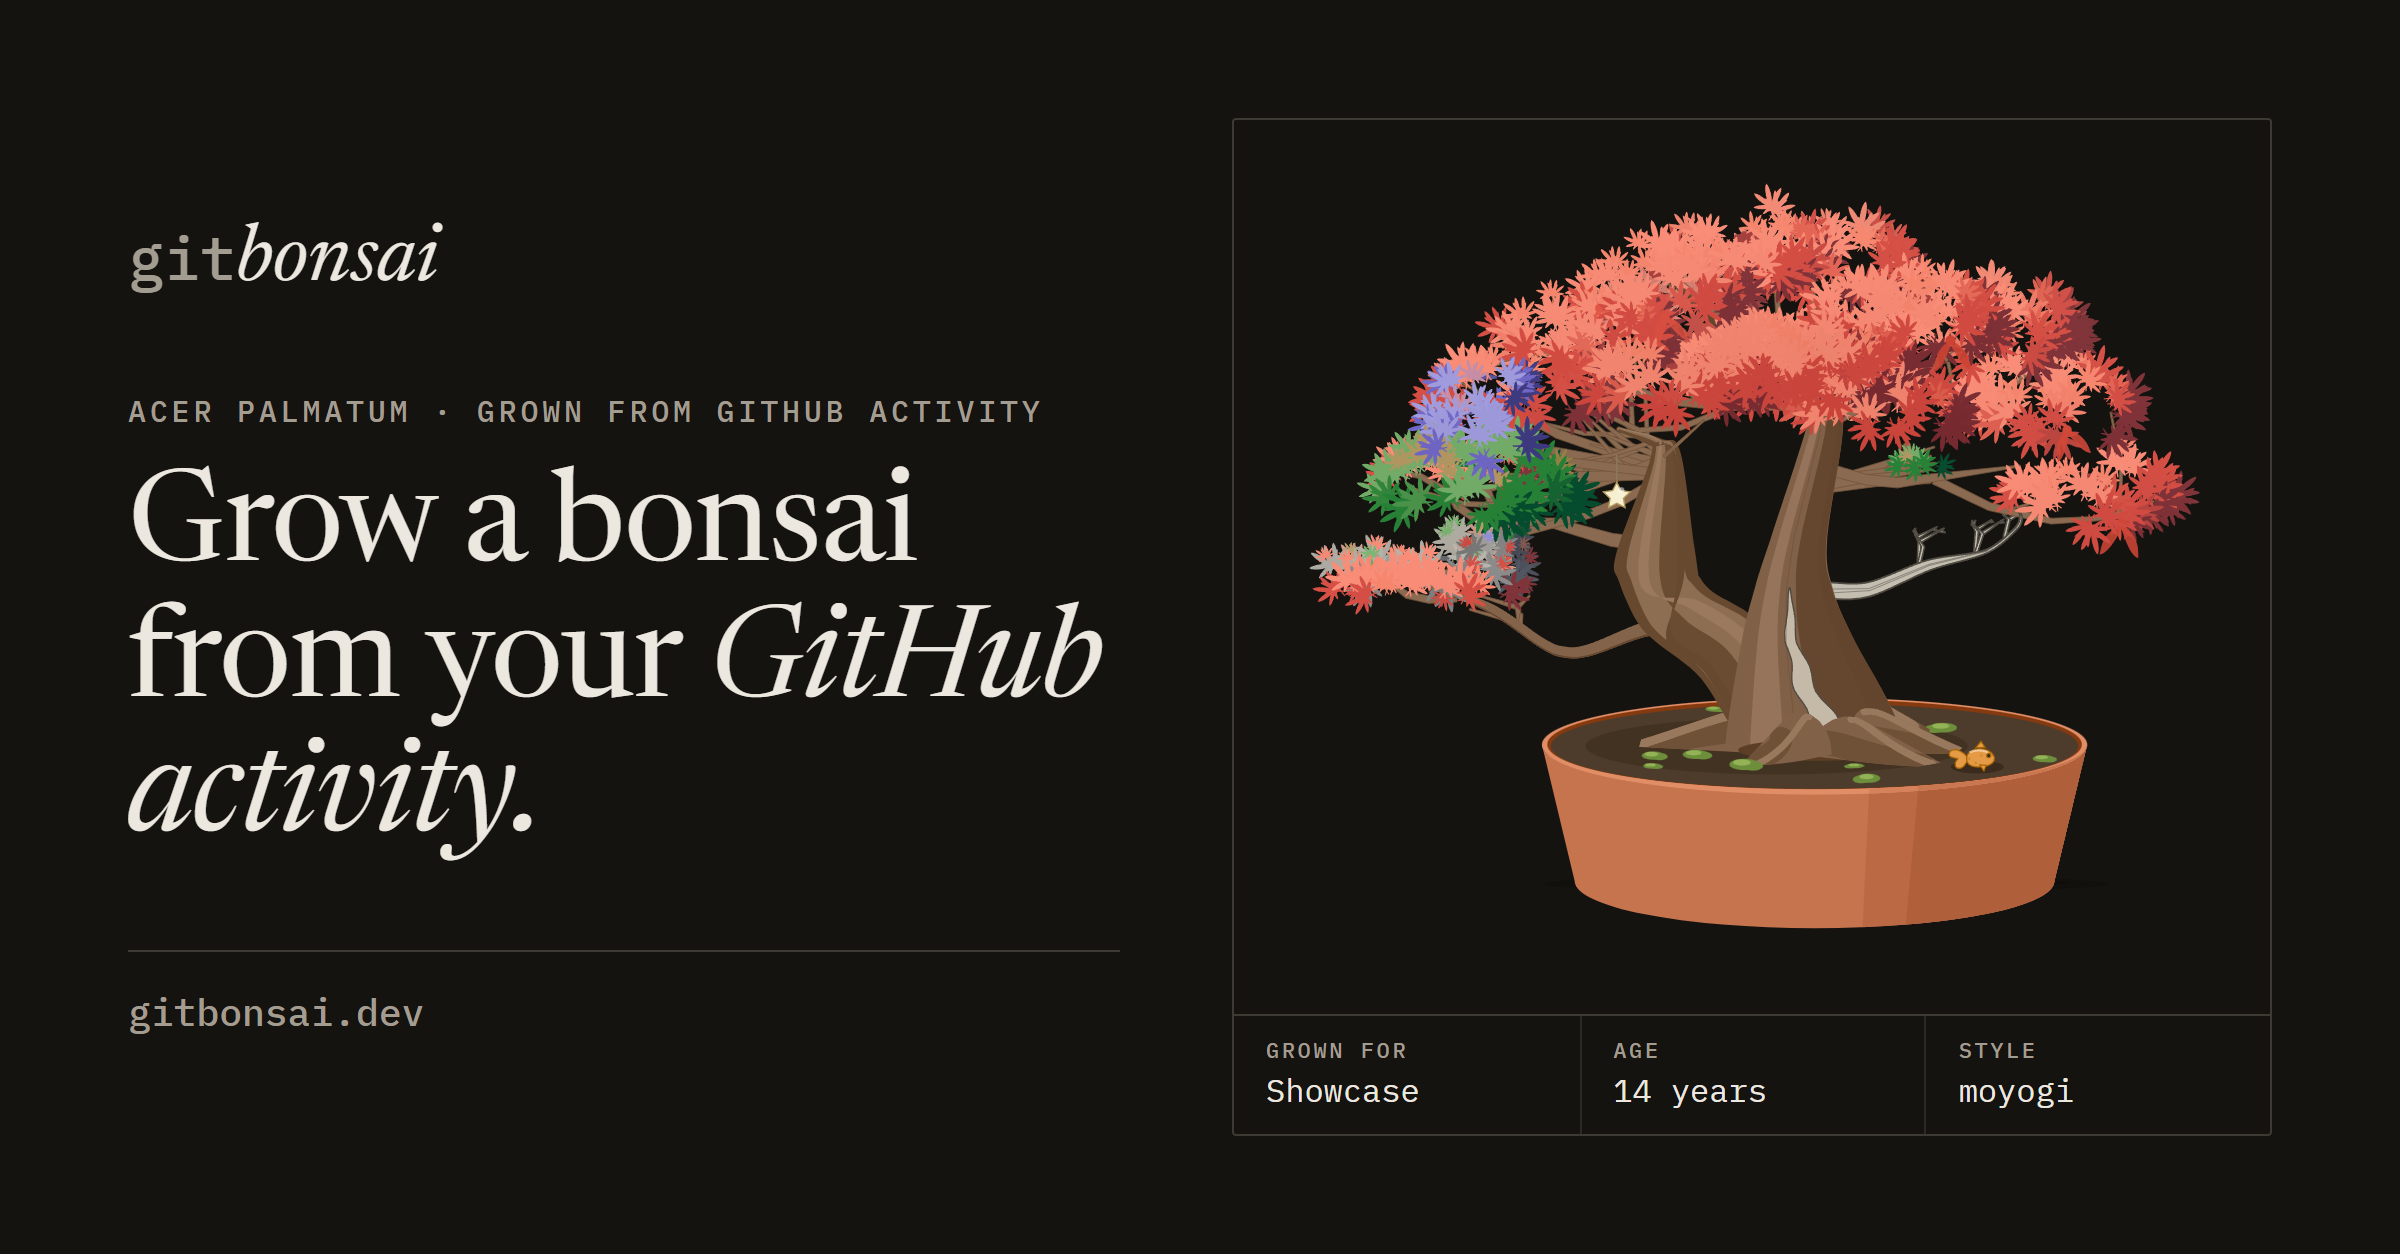 gitbonsai
ACER PALMATUM · GROWN FROM GITHUB ACTIVITY
Grow a bonsai
from your GitHub
activity.
gitbonsai.dev
GROWN FOR
Showcase
AGE
14 years
STYLE
moyogi